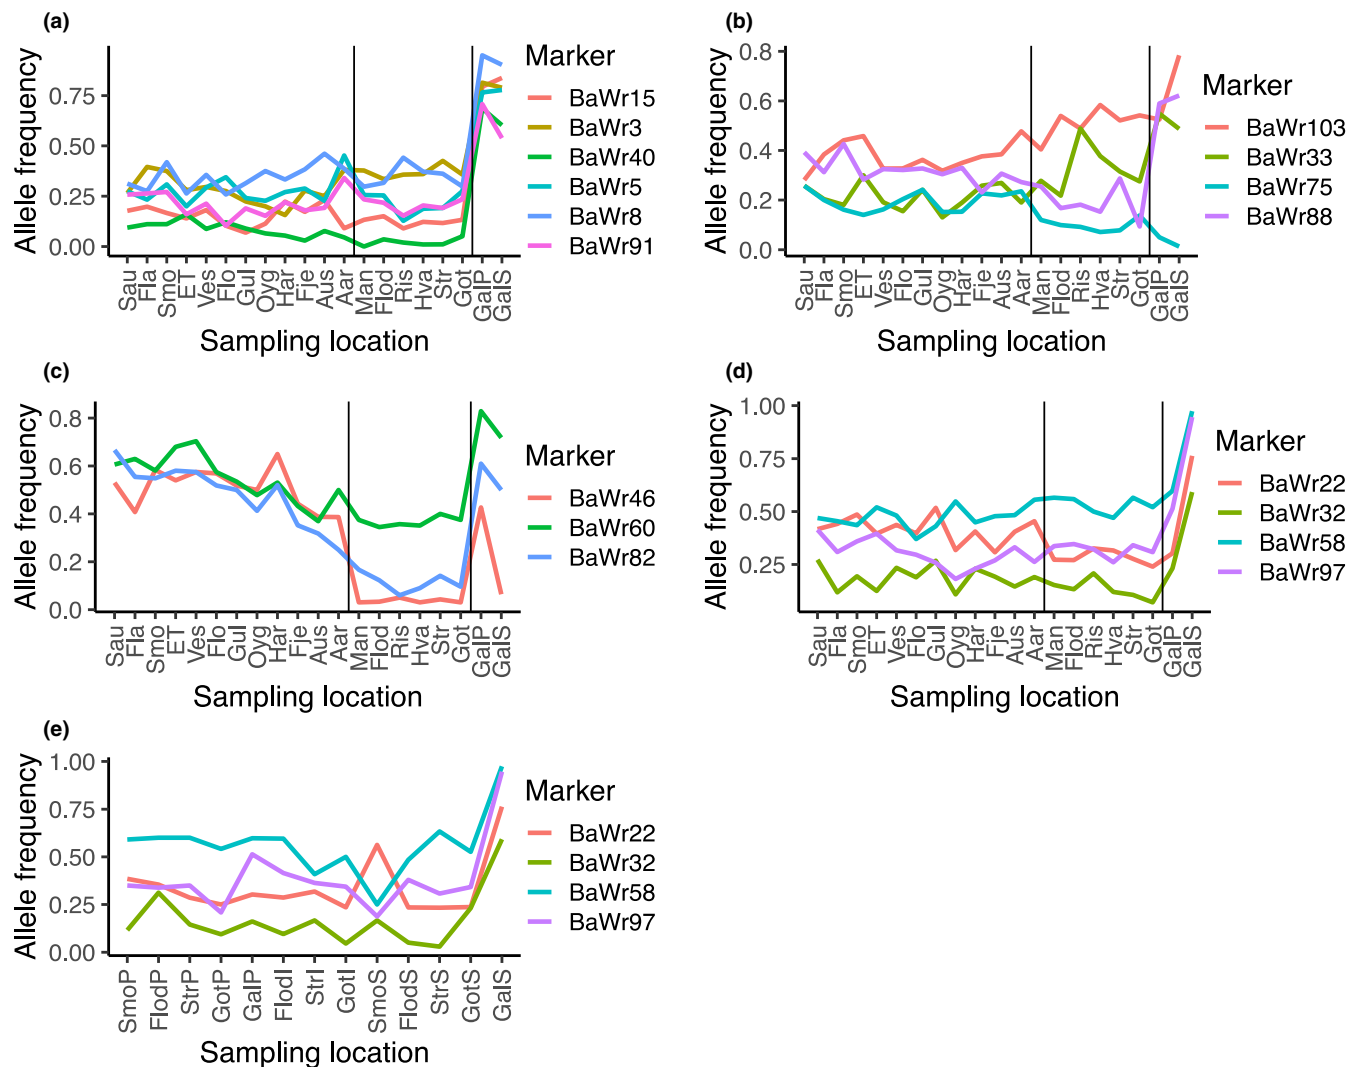 (a)
Allele frequency
0.75
0.50
0.25
0.00
Sau
Fla
Smo
ET
Ves
Flo
Gul
Oyg
Har
Fje
Aus
Aar
Man
Flod
Ris
Hva
Str
Got
GalP
GalS
Sampling location
Marker
BaWr15
BaWr3
BaWr40
BaWr5
BaWr8
BaWr91
(b)
Allele frequency
0.8
0.6
0.4
0.2
0.0
Sau
Fla
Smo
ET
Ves
Flo
Gul
Oyg
Har
Fje
Aus
Aar
Man
Flod
Ris
Hva
Str
Got
GalP
GalS
Sampling location
Marker
BaWr103
BaWr33
BaWr75
BaWr88
(c)
Allele frequency
0.8
0.6
0.4
0.2
0.0
Sau
Fla
Smo
ET
Ves
Flo
Gul
Oyg
Har
Fje
Aus
Aar
Man
Flod
Ris
Hva
Str
Got
GalP
GalS
Sampling location
Marker
BaWr46
BaWr60
BaWr82
(d)
Allele frequency
1.00
0.75
0.50
0.25
Sau
Fla
Smo
ET
Ves
Flo
Gul
Oyg
Har
Fje
Aus
Aar
Man
Flod
Ris
Hva
Str
Got
GalP
GalS
Sampling location
Marker
BaWr22
BaWr32
BaWr58
BaWr97
(e)
Allele frequency
1.00
0.75
0.50
0.25
0.00
SmoP
FlodP
StrP
GotP
GalP
FlodI
StrI
GotI
SmoS
FlodS
StrS
GotS
GalS
Sampling location
Marker
BaWr22
BaWr32
BaWr58
BaWr97